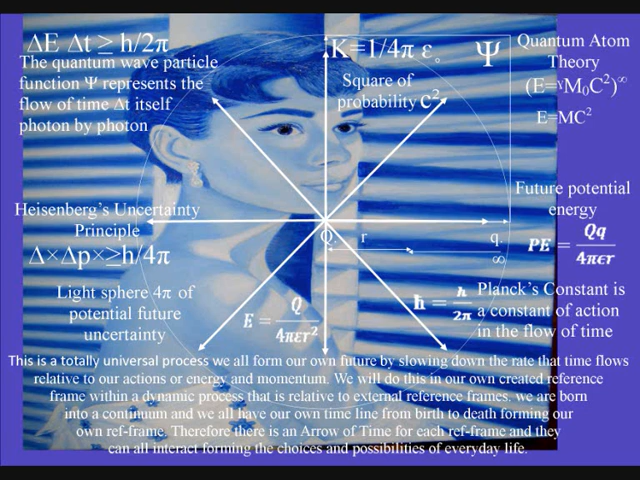 ΔE Δt ≥ h/2π
The quantum wave particle
function Ψ represents the
flow of time Δt itself
photon by photon
K=1/4π ε。
Ψ
Square of
probability c²
Quantum Atom
Theory
(E=ᵞM₀C²)∞
E=MC²
Heisenberg's Uncertainty
Principle
Δ×Δp×≥h/4π
Q. r q.
∞
Future potential
energy
PE = Qq/4πεr
Light sphere 4π of
potential future
uncertainty
E = Q/4πεr²
ħ = h/2π
Planck's Constant is
a constant of action
in the flow of time
This is a totally universal process we all form our own future by slowing down the rate that time flows
relative to our actions or energy and momentum. We will do this in our own created reference
frame within a dynamic process that is relative to external reference frames, we are born
into a continuum and we all have our own time line from birth to death forming our
own ref-frame. Therefore there is an Arrow of Time for each ref-frame and they
can all interact forming the choices and possibilities of everyday life.